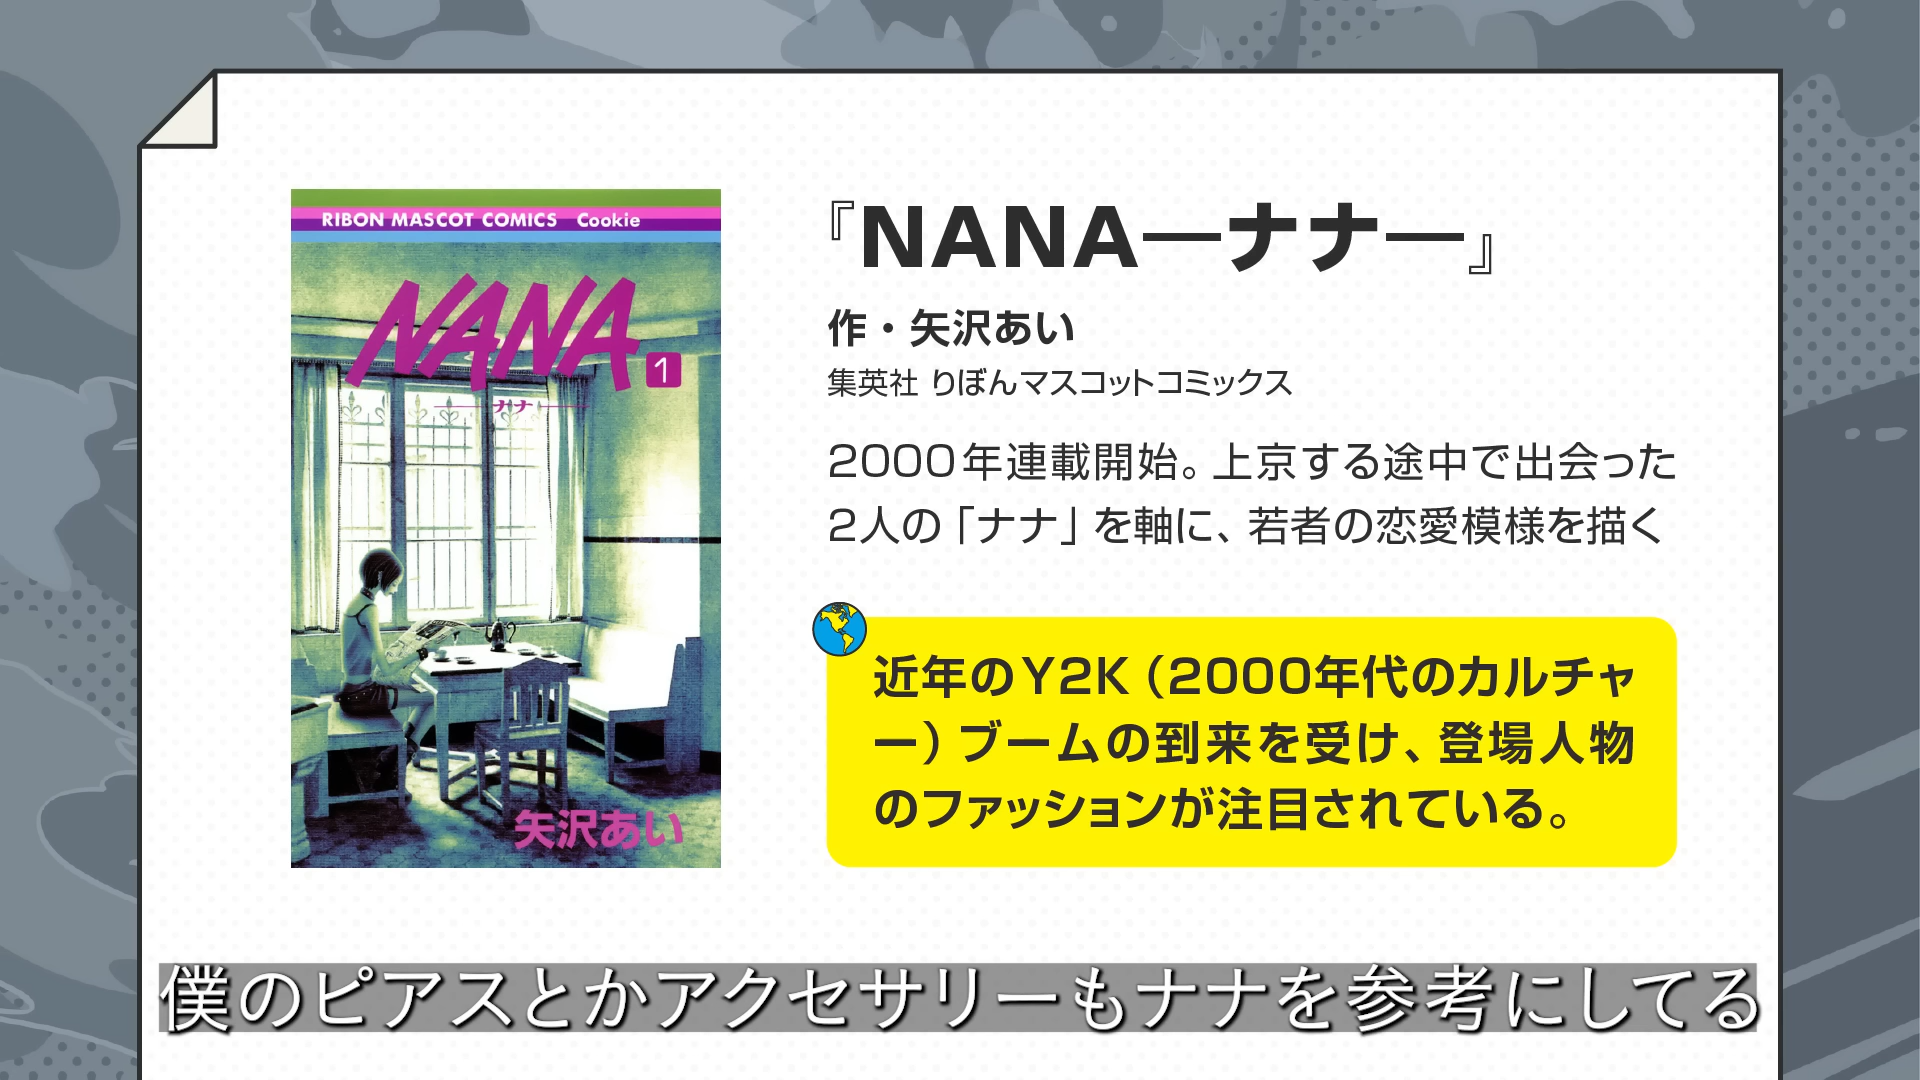 RIBON MASCOT COMICS Cookie
NANA
1
ナナ
矢沢あい
『NANA―ナナ―』
作・矢沢あい
集英社 りぼんマスコットコミックス
2000年連載開始。上京する途中で出会った
2人の「ナナ」を軸に、若者の恋愛模様を描く
近年のY2K（2000年代のカルチャ
ー）ブームの到来を受け、登場人物
のファッションが注目されている。
僕のピアスとかアクセサリーもナナを参考にしてる